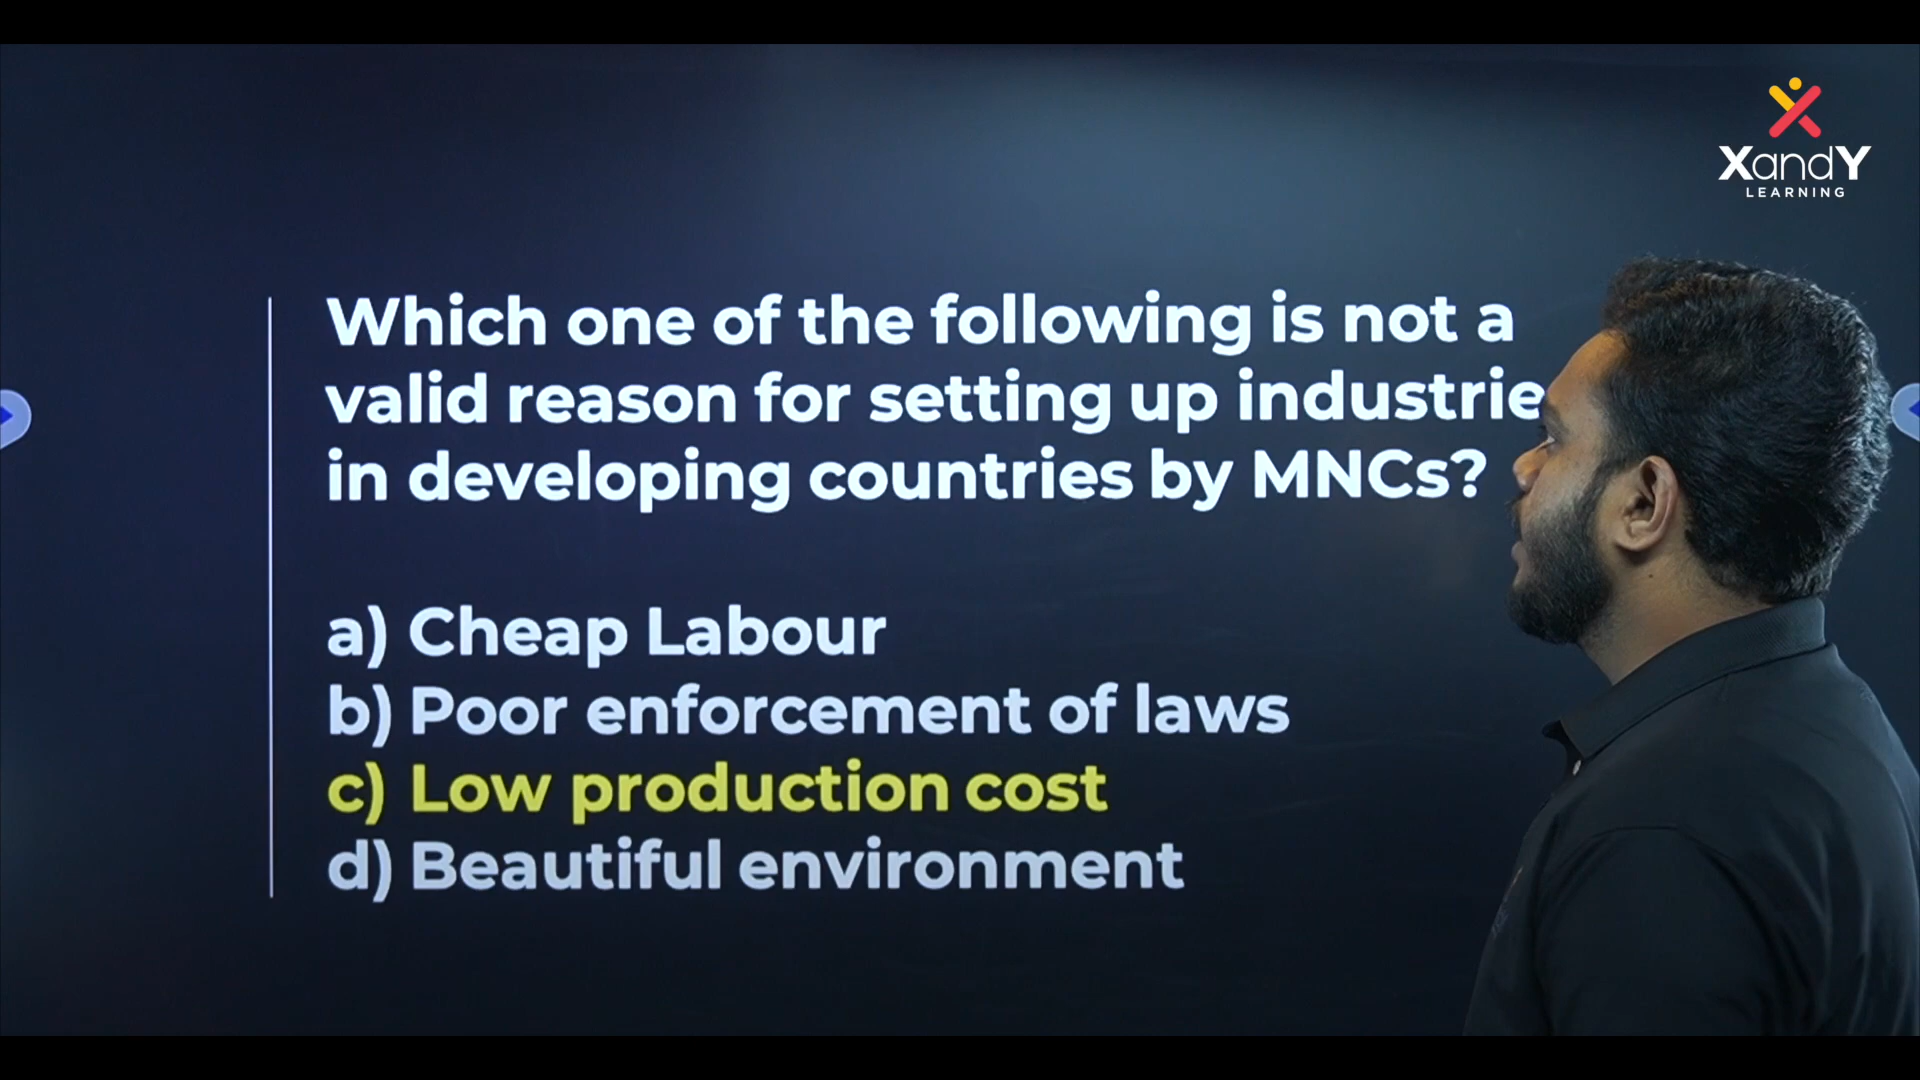 XandY
LEARNING
Which one of the following is not a
valid reason for setting up industrie
in developing countries by MNCs?
a) Cheap Labour
b) Poor enforcement of laws
c) Low production cost
d) Beautiful environment